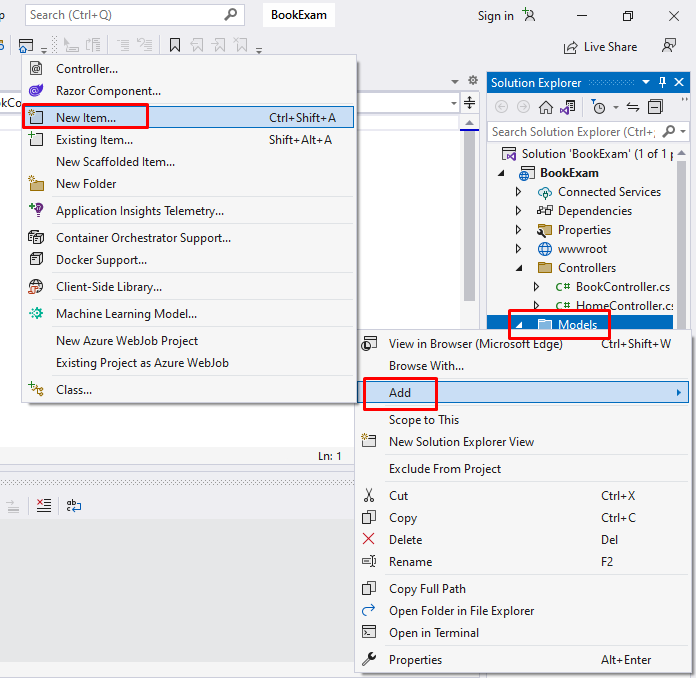 Search (Ctrl+Q)
BookExam
Sign in
Live Share
Controller...
Razor Component...
New Item... Ctrl+Shift+A
Existing Item... Shift+Alt+A
New Scaffolded Item...
New Folder
Application Insights Telemetry...
Container Orchestrator Support...
Docker Support...
Client-Side Library...
Machine Learning Model...
New Azure WebJob Project
Existing Project as Azure WebJob
Class...
Ln: 1
Solution Explorer
Search Solution Explorer (Ctrl+;
Solution 'BookExam' (1 of 1
BookExam
Connected Services
Dependencies
Properties
wwwroot
Controllers
C# BookController.cs
C# HomeController.cs
Models
View in Browser (Microsoft Edge) Ctrl+Shift+W
Browse With...
Add
Scope to This
New Solution Explorer View
Exclude From Project
Cut Ctrl+X
Copy Ctrl+C
Delete Del
Rename F2
Copy Full Path
Open Folder in File Explorer
Open in Terminal
Properties Alt+Enter